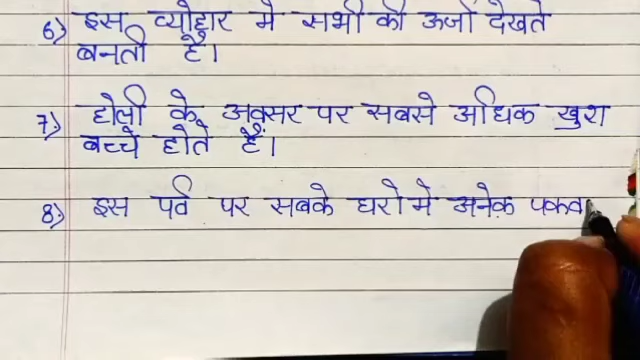 6) इस त्योहार मे सभी की ऊर्जा देखते
बनती है।
7) होली के अवसर पर सबसे अधिक खुश
बच्चे होते हैं।
8) इस पर्व पर सबके घरो मे अनेक पकव